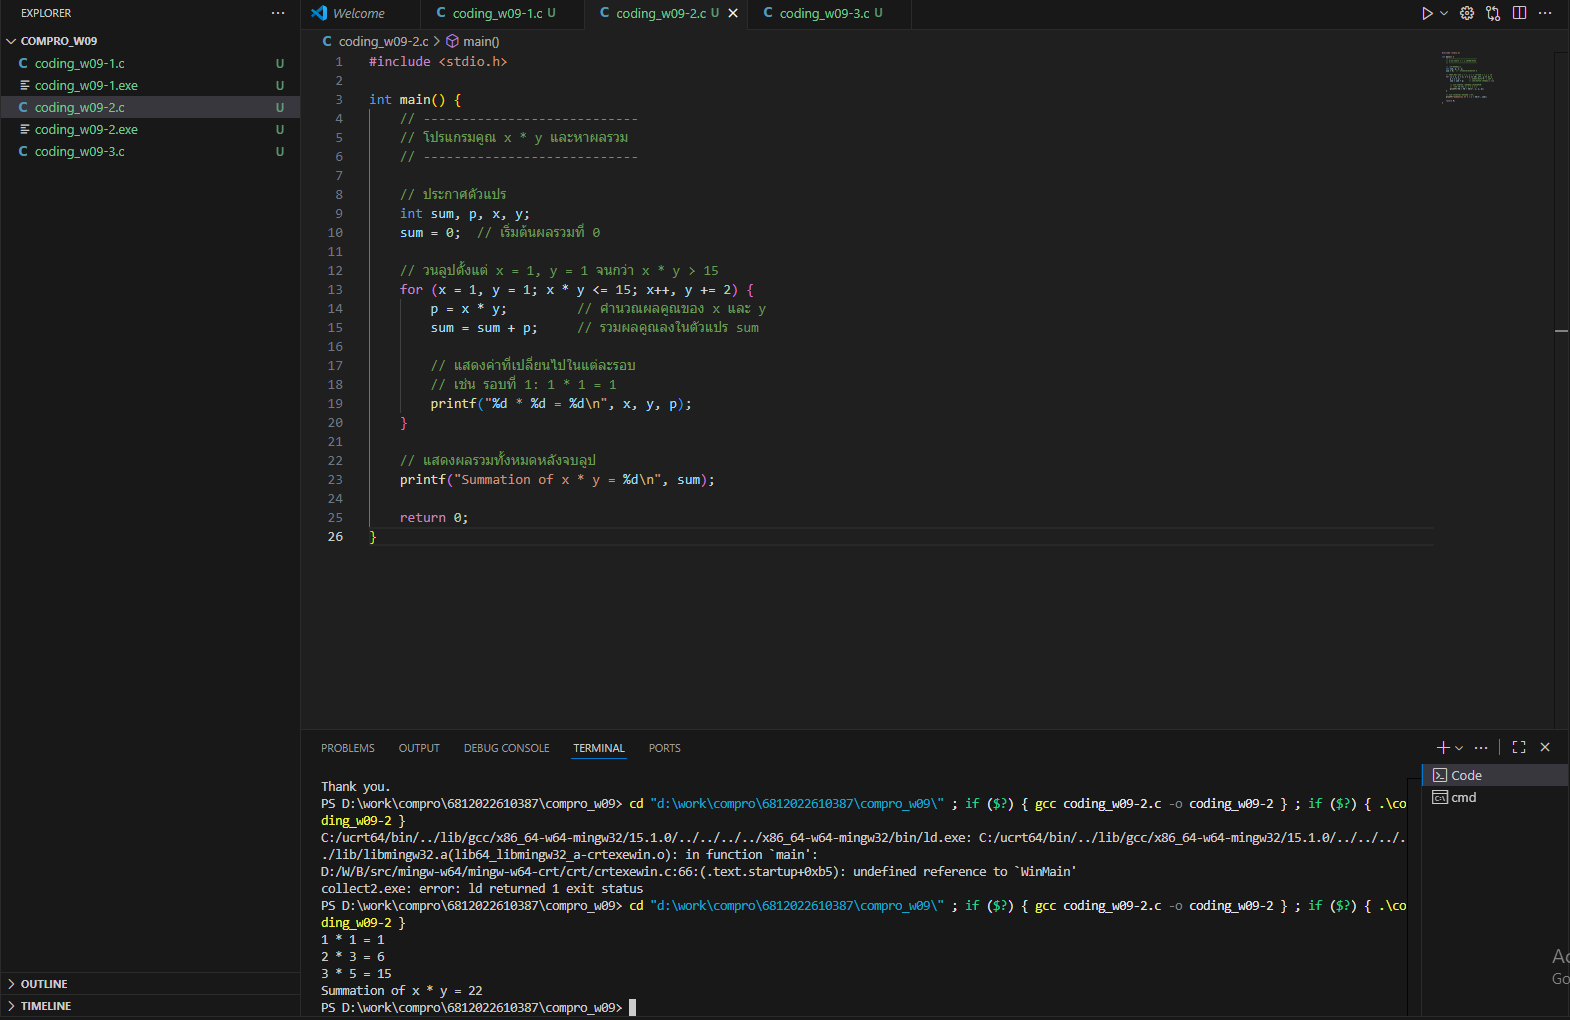 EXPLORER
COMPRO_W09
C coding_w09-1.c U
coding_w09-1.exe U
C coding_w09-2.c U
coding_w09-2.exe U
C coding_w09-3.c U
OUTLINE
TIMELINE
Welcome C coding_w09-1.c U C coding_w09-2.c U C coding_w09-3.c U
C coding_w09-2.c > main()
1 #include <stdio.h>
2
3 int main() {
4 // ----------------------------
5 // โปรแกรมคูณ x * y และหาผลรวม
6 // ----------------------------
7
8 // ประกาศตัวแปร
9 int sum, p, x, y;
10 sum = 0; // เริ่มต้นผลรวมที่ 0
11
12 // วนลูปตั้งแต่ x = 1, y = 1 จนกว่า x * y > 15
13 for (x = 1, y = 1; x * y <= 15; x++, y += 2) {
14 p = x * y; // คำนวณผลคูณของ x และ y
15 sum = sum + p; // รวมผลคูณลงในตัวแปร sum
16
17 // แสดงค่าที่เปลี่ยนไปในแต่ละรอบ
18 // เช่น รอบที่ 1: 1 * 1 = 1
19 printf("%d * %d = %d\n", x, y, p);
20 }
21
22 // แสดงผลรวมทั้งหมดหลังจบลูป
23 printf("Summation of x * y = %d\n", sum);
24
25 return 0;
26 }
PROBLEMS OUTPUT DEBUG CONSOLE TERMINAL PORTS
Thank you.
PS D:\work\compro\6812022610387\compro_w09> cd "d:\work\compro\6812022610387\compro_w09\" ; if ($?) { gcc coding_w09-2.c -o coding_w09-2 } ; if ($?) { .\co
ding_w09-2 }
C:/ucrt64/bin/../lib/gcc/x86_64-w64-mingw32/15.1.0/../../../../x86_64-w64-mingw32/bin/ld.exe: C:/ucrt64/bin/../lib/gcc/x86_64-w64-mingw32/15.1.0/../../../.
./lib/libmingw32.a(lib64_libmingw32_a-crtexewin.o): in function `main':
D:/W/B/src/mingw-w64/mingw-w64-crt/crt/crtexewin.c:66:(.text.startup+0xb5): undefined reference to `WinMain'
collect2.exe: error: ld returned 1 exit status
PS D:\work\compro\6812022610387\compro_w09> cd "d:\work\compro\6812022610387\compro_w09\" ; if ($?) { gcc coding_w09-2.c -o coding_w09-2 } ; if ($?) { .\co
ding_w09-2 }
1 * 1 = 1
2 * 3 = 6
3 * 5 = 15
Summation of x * y = 22
PS D:\work\compro\6812022610387\compro_w09>
Code
cmd
Ac
Go